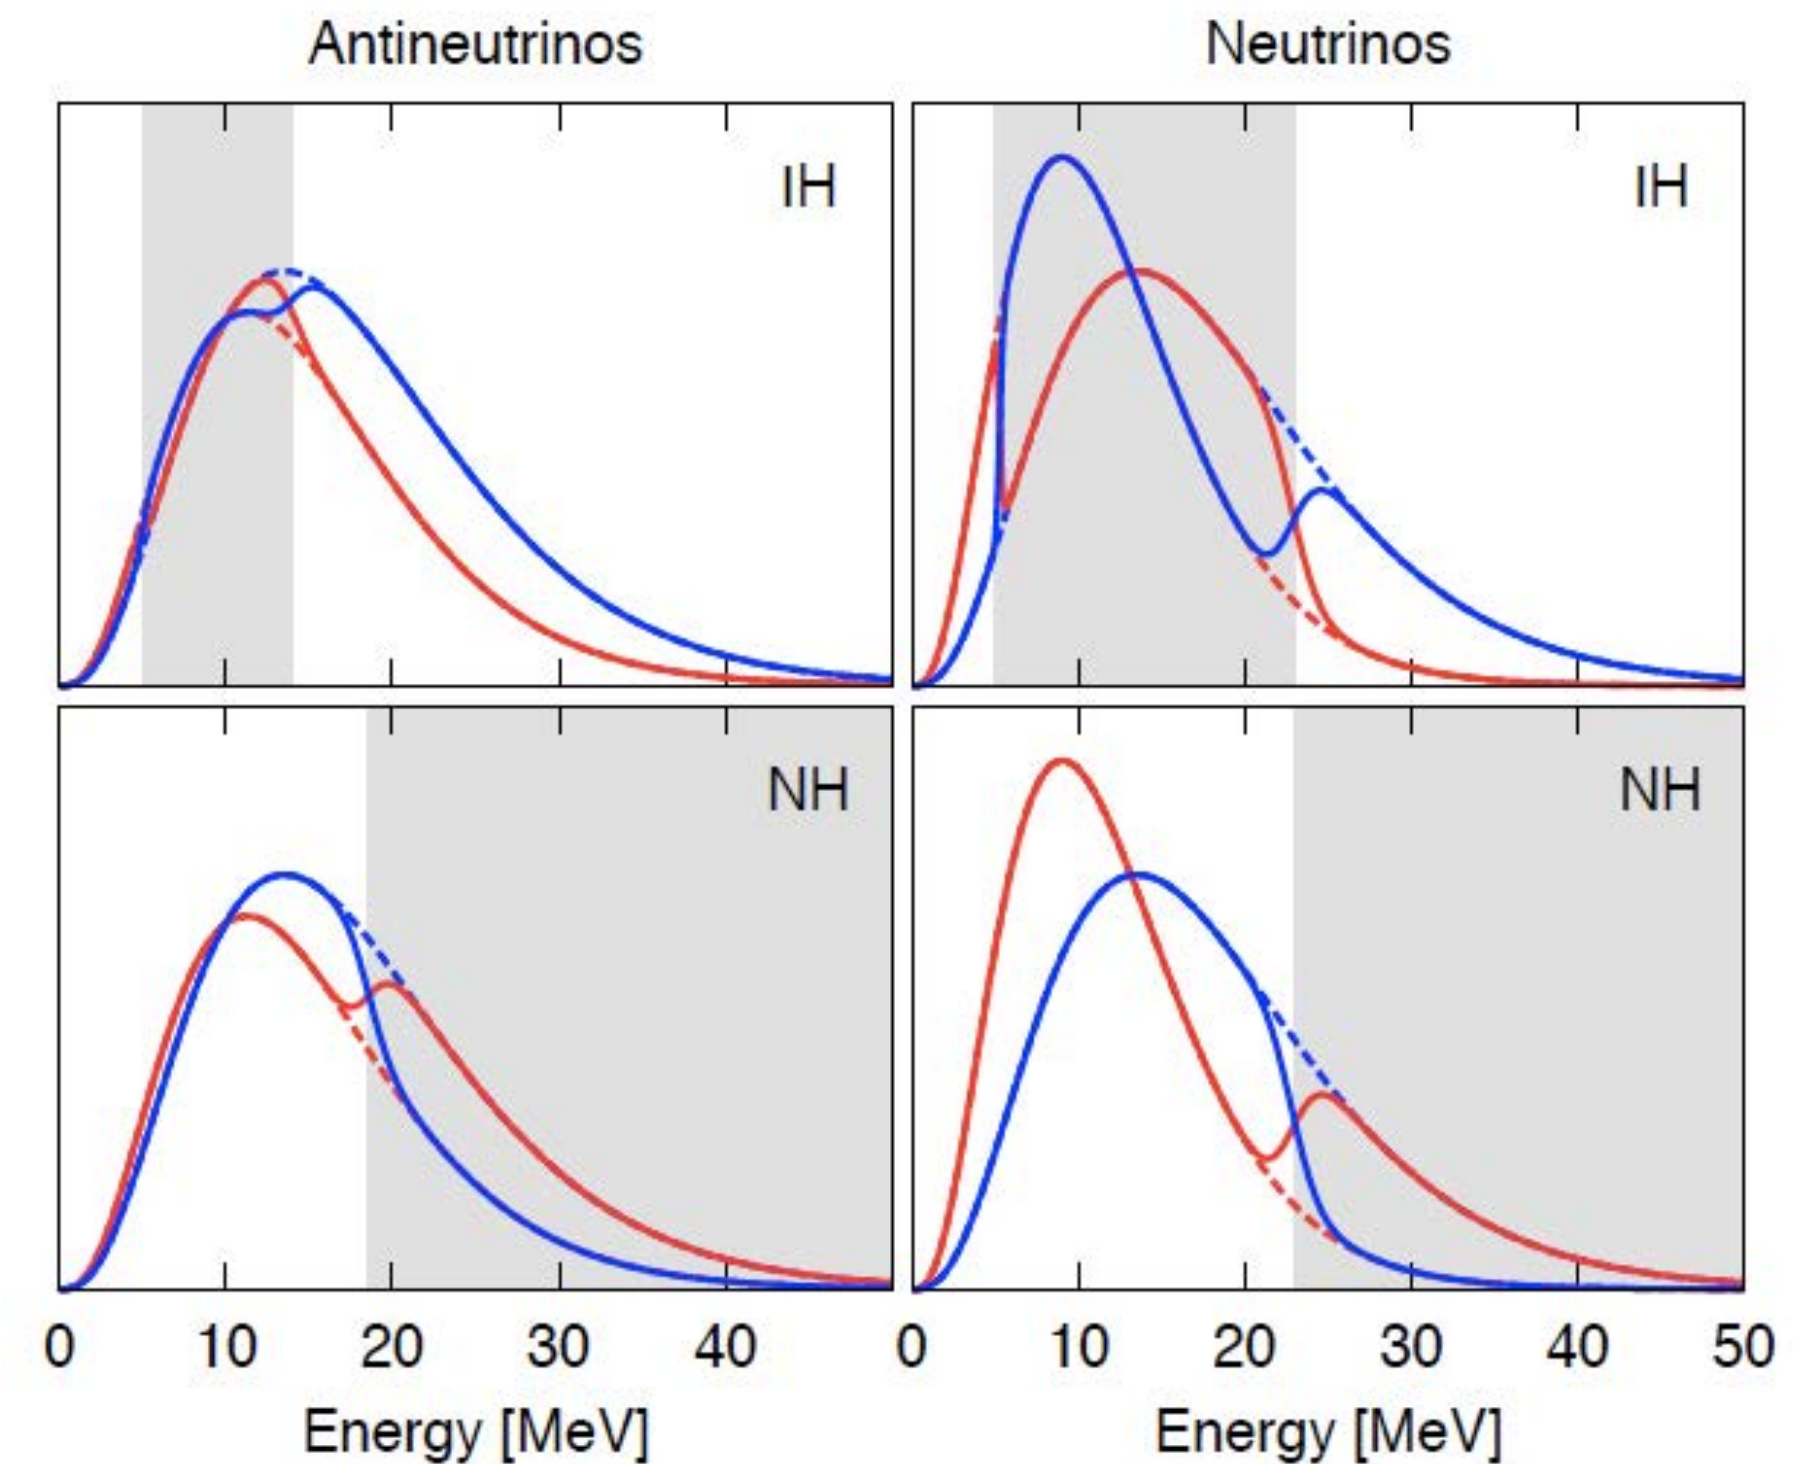 Antineutrinos Neutrinos
IH IH
NH NH
0 10 20 30 40 0 10 20 30 40 50
Energy [MeV] Energy [MeV]